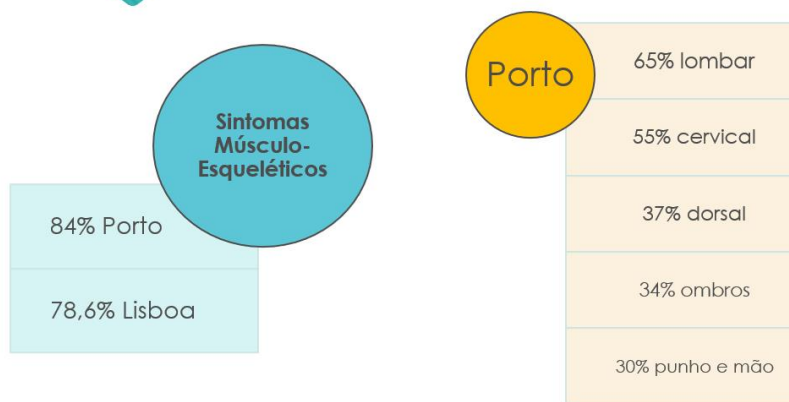 Sintomas
Músculo-
Esqueléticos
84% Porto
78,6% Lisboa
Porto
65% lombar
55% cervical
37% dorsal
34% ombros
30% punho e mão